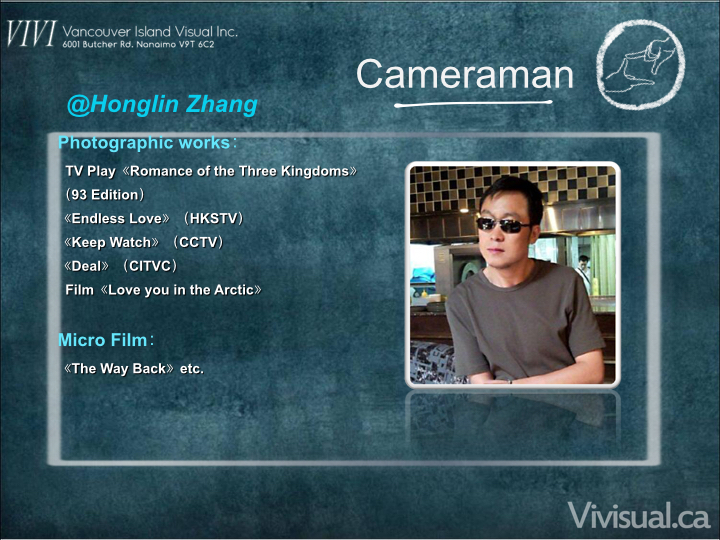 VIVI Vancouver Island Visual Inc.
6001 Butcher Rd. Nanaimo V9T 6C2
Cameraman
@Honglin Zhang
Photographic works：
TV Play《Romance of the Three Kingdoms》
（93 Edition）
《Endless Love》（HKSTV）
《Keep Watch》（CCTV）
《Deal》（CITVC）
Film《Love you in the Arctic》
Micro Film：
《The Way Back》etc.
Vivisual.ca